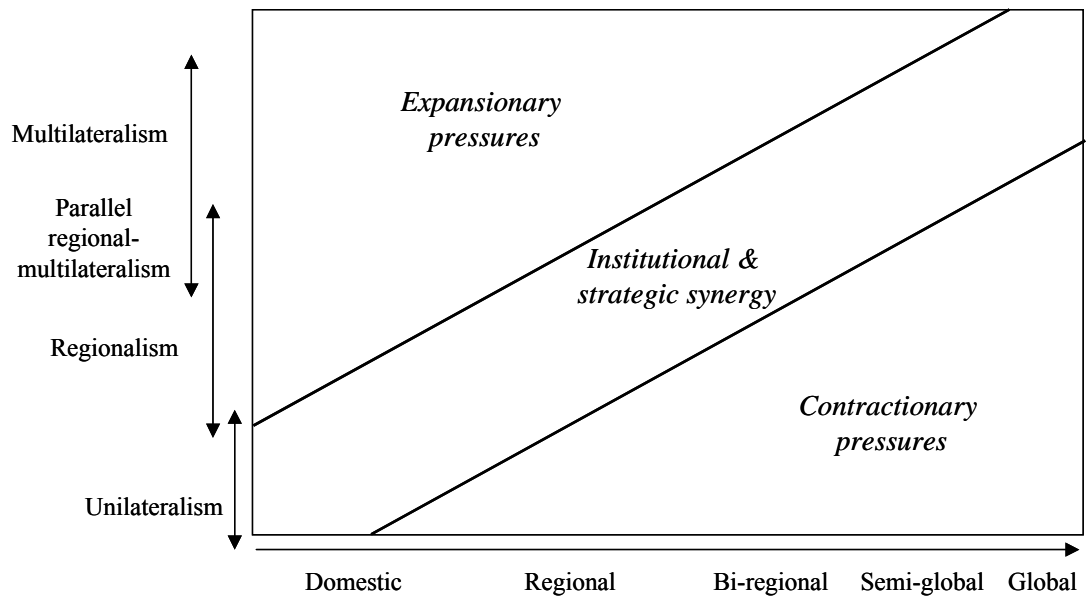 Expansionary
pressures
Multilateralism
Parallel
regional-
multilateralism
Institutional &
strategic synergy
Regionalism
Contractionary
pressures
Unilateralism
Domestic Regional Bi-regional Semi-global Global